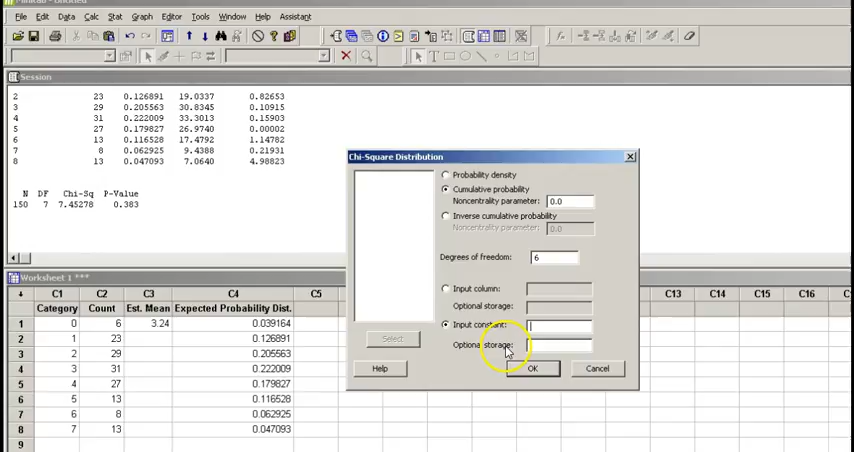 Minitab - Untitled
File Edit Data Calc Stat Graph Editor Tools Window Help Assistant
Session
2 23 0.126891 19.0337 0.82653
3 29 0.205563 30.8345 0.10915
4 31 0.222009 33.3013 0.15903
5 27 0.179827 26.9740 0.00002
6 13 0.116528 17.4792 1.14782
7 8 0.062925 9.4388 0.21931
8 13 0.047093 7.0640 4.98823
N DF Chi-Sq P-Value
150 7 7.45278 0.383
Chi-Square Distribution
Probability density
Cumulative probability
Noncentrality parameter: 0.0
Inverse cumulative probability
Noncentrality parameter: 0.0
Degrees of freedom: 6
Input column:
Optional storage:
Input constant:
Optional storage:
Select
Help OK Cancel
Worksheet 1 ***
C1 C2 C3 C4 C5 C13 C14 C15 C16 C17
Category Count Est. Mean Expected Probability Dist.
1 0 6 3.24 0.039164
2 1 23 0.126891
3 2 29 0.205563
4 3 31 0.222009
5 4 27 0.179827
6 5 13 0.116528
7 6 8 0.062925
8 7 13 0.047093
9